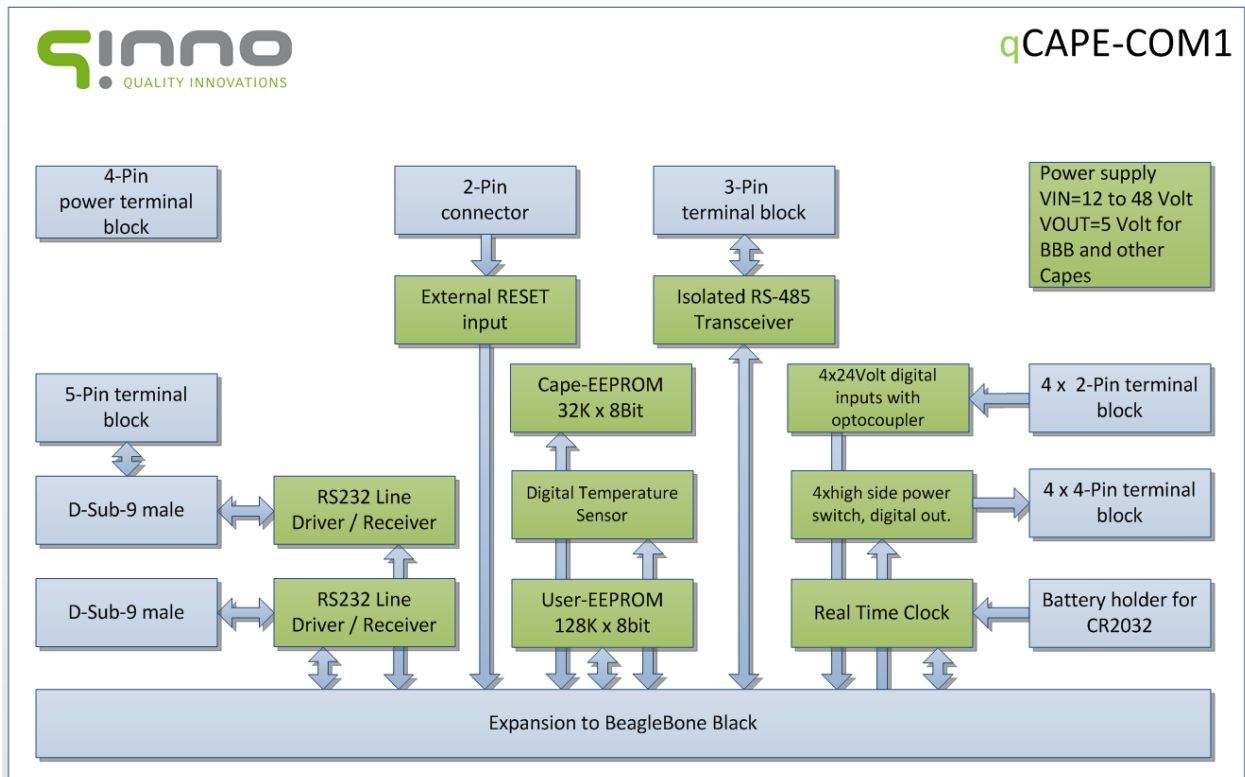 qinno
QUALITY INNOVATIONS
qCAPE-COM1
4-Pin
power terminal
block
2-Pin
connector
3-Pin
terminal block
Power supply
VIN=12 to 48 Volt
VOUT=5 Volt for
BBB and other
Capes
External RESET
input
Isolated RS-485
Transceiver
5-Pin terminal
block
Cape-EEPROM
32K x 8Bit
4x24Volt digital
inputs with
optocoupler
4 x  2-Pin terminal
block
D-Sub-9 male
RS232 Line
Driver / Receiver
Digital Temperature
Sensor
4xhigh side power
switch, digital out.
4 x 4-Pin terminal
block
D-Sub-9 male
RS232 Line
Driver / Receiver
User-EEPROM
128K x 8bit
Real Time Clock
Battery holder for
CR2032
Expansion to BeagleBone Black